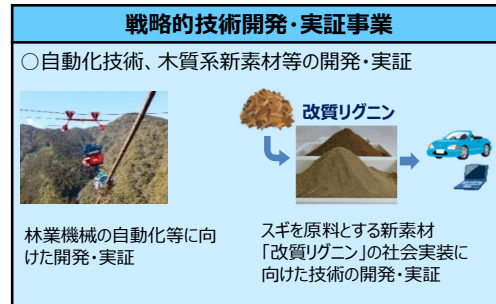 戦略的技術開発・実証事業
○自動化技術、木質系新素材等の開発・実証
改質リグニン
林業機械の自動化等に向
けた開発・実証
スギを原料とする新素材
「改質リグニン」の社会実装に
向けた技術の開発・実証